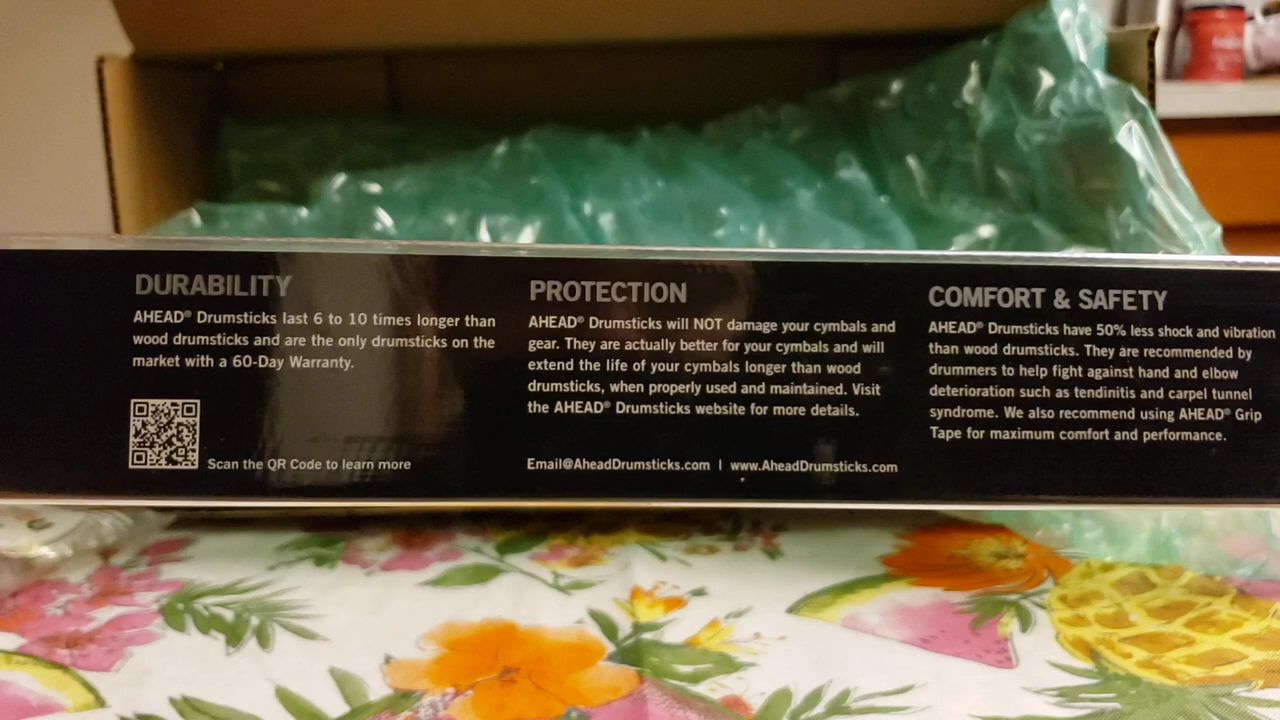 DURABILITY
AHEAD® Drumsticks last 6 to 10 times longer than
wood drumsticks and are the only drumsticks on the
market with a 60-Day Warranty.
Scan the QR Code to learn more
PROTECTION
AHEAD® Drumsticks will NOT damage your cymbals and
gear. They are actually better for your cymbals and will
extend the life of your cymbals longer than wood
drumsticks, when properly used and maintained. Visit
the AHEAD® Drumsticks website for more details.
Email@AheadDrumsticks.com | www.AheadDrumsticks.com
COMFORT & SAFETY
AHEAD® Drumsticks have 50% less shock and vibration
than wood drumsticks. They are recommended by
drummers to help fight against hand and elbow
deterioration such as tendinitis and carpel tunnel
syndrome. We also recommend using AHEAD® Grip
Tape for maximum comfort and performance.